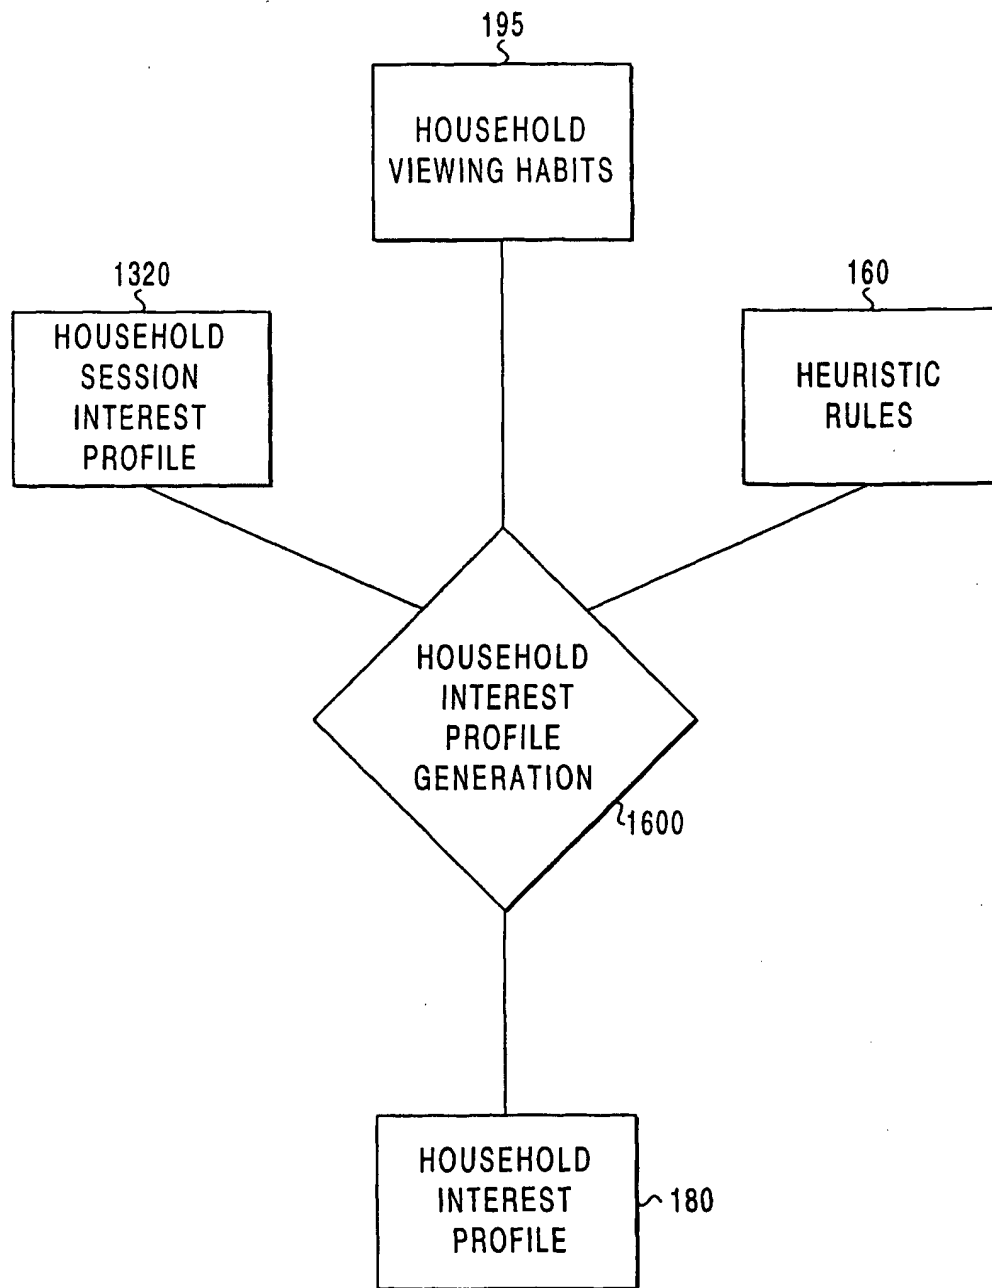 195
HOUSEHOLD
VIEWING HABITS
1320
HOUSEHOLD
SESSION
INTEREST
PROFILE
160
HEURISTIC
RULES
HOUSEHOLD
INTEREST
PROFILE
GENERATION
1600
HOUSEHOLD
INTEREST
PROFILE
180